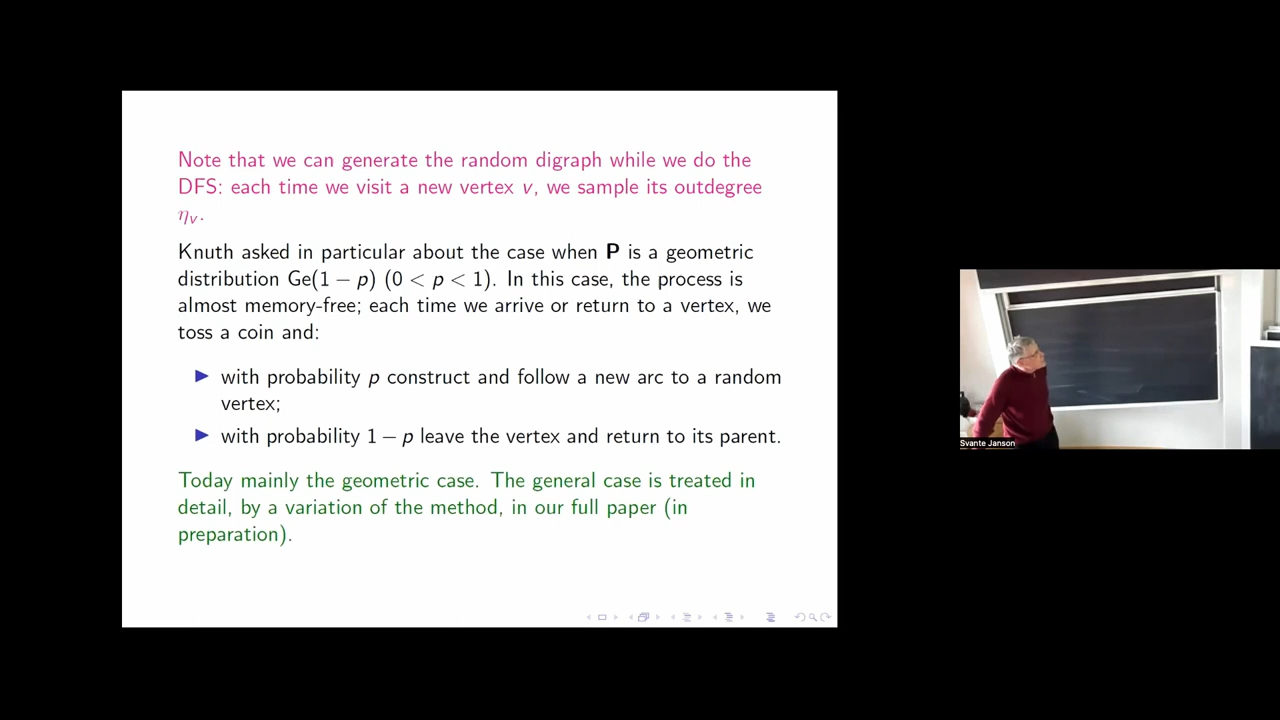 Note that we can generate the random digraph while we do the
DFS: each time we visit a new vertex v, we sample its outdegree
ηᵥ.
Knuth asked in particular about the case when P is a geometric
distribution Ge(1 − p) (0 < p < 1). In this case, the process is
almost memory-free; each time we arrive or return to a vertex, we
toss a coin and:
▶ with probability p construct and follow a new arc to a random
vertex;
▶ with probability 1 − p leave the vertex and return to its parent.
Today mainly the geometric case. The general case is treated in
detail, by a variation of the method, in our full paper (in
preparation).
Svante Janson